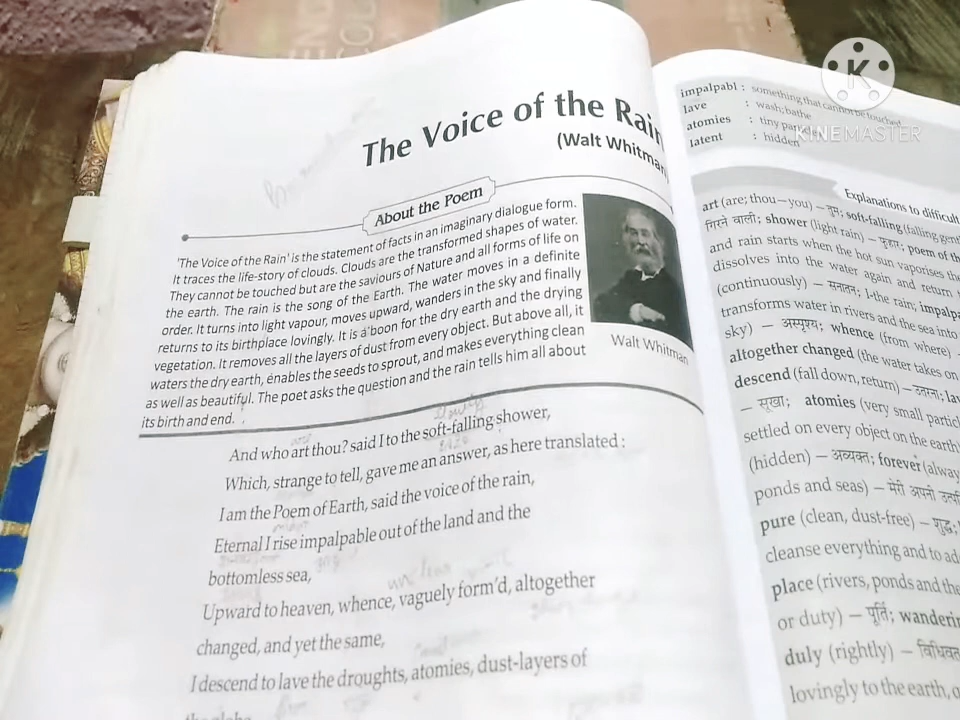 The Voice of the Rain
(Walt Whitman
About the Poem
'The Voice of the Rain' is the statement of facts in an imaginary dialogue form.
It traces the life-story of clouds. Clouds are the transformed shapes of water.
They cannot be touched but are the saviours of Nature and all forms of life on
the earth. The rain is the song of the Earth. The water moves in a definite
order. It turns into light vapour, moves upward, wanders in the sky and finally
returns to its birthplace lovingly. It is a boon for the dry earth and the drying
vegetation. It removes all the layers of dust from every object. But above all, it
waters the dry earth, enables the seeds to sprout, and makes everything clean
as well as beautiful. The poet asks the question and the rain tells him all about
its birth and end.
Walt Whitman
And who art thou? said I to the soft-falling shower,
Which, strange to tell, gave me an answer, as here translated :
I am the Poem of Earth, said the voice of the rain,
Eternal I rise impalpable out of the land and the
bottomless sea,
Upward to heaven, whence, vaguely form'd, altogether
changed, and yet the same,
I descend to lave the droughts, atomies, dust-layers of
impalpabl : something that cannot be touched
lave : wash; bathe
atomies : tiny
latent : hidden
KINEMASTER
Explanations to difficult
art (are; thou—you) – तुम; soft-falling (falling
गिरने वाली; shower (light rain) – फुहार; poem of the
and rain starts when the hot sun vaporises the
dissolves into the water again and return
(continuously) – सनातन; I-the rain;
transforms water in rivers and the sea into
sky) – अस्पृश्य; whence (from where) –
altogether changed (the water takes on
descend (fall down, return) – उतरना;
– सूखा; atomies (very small
settled on every object on the earth
(hidden) – अव्यक्त; forever
ponds and seas) – मेरी अपनी
pure (clean, dust-free) – शुद्ध;
cleanse everything and to
place (rivers, ponds and the
or duty) – पूर्ति;
duly (rightly) –
lovingly to the earth,